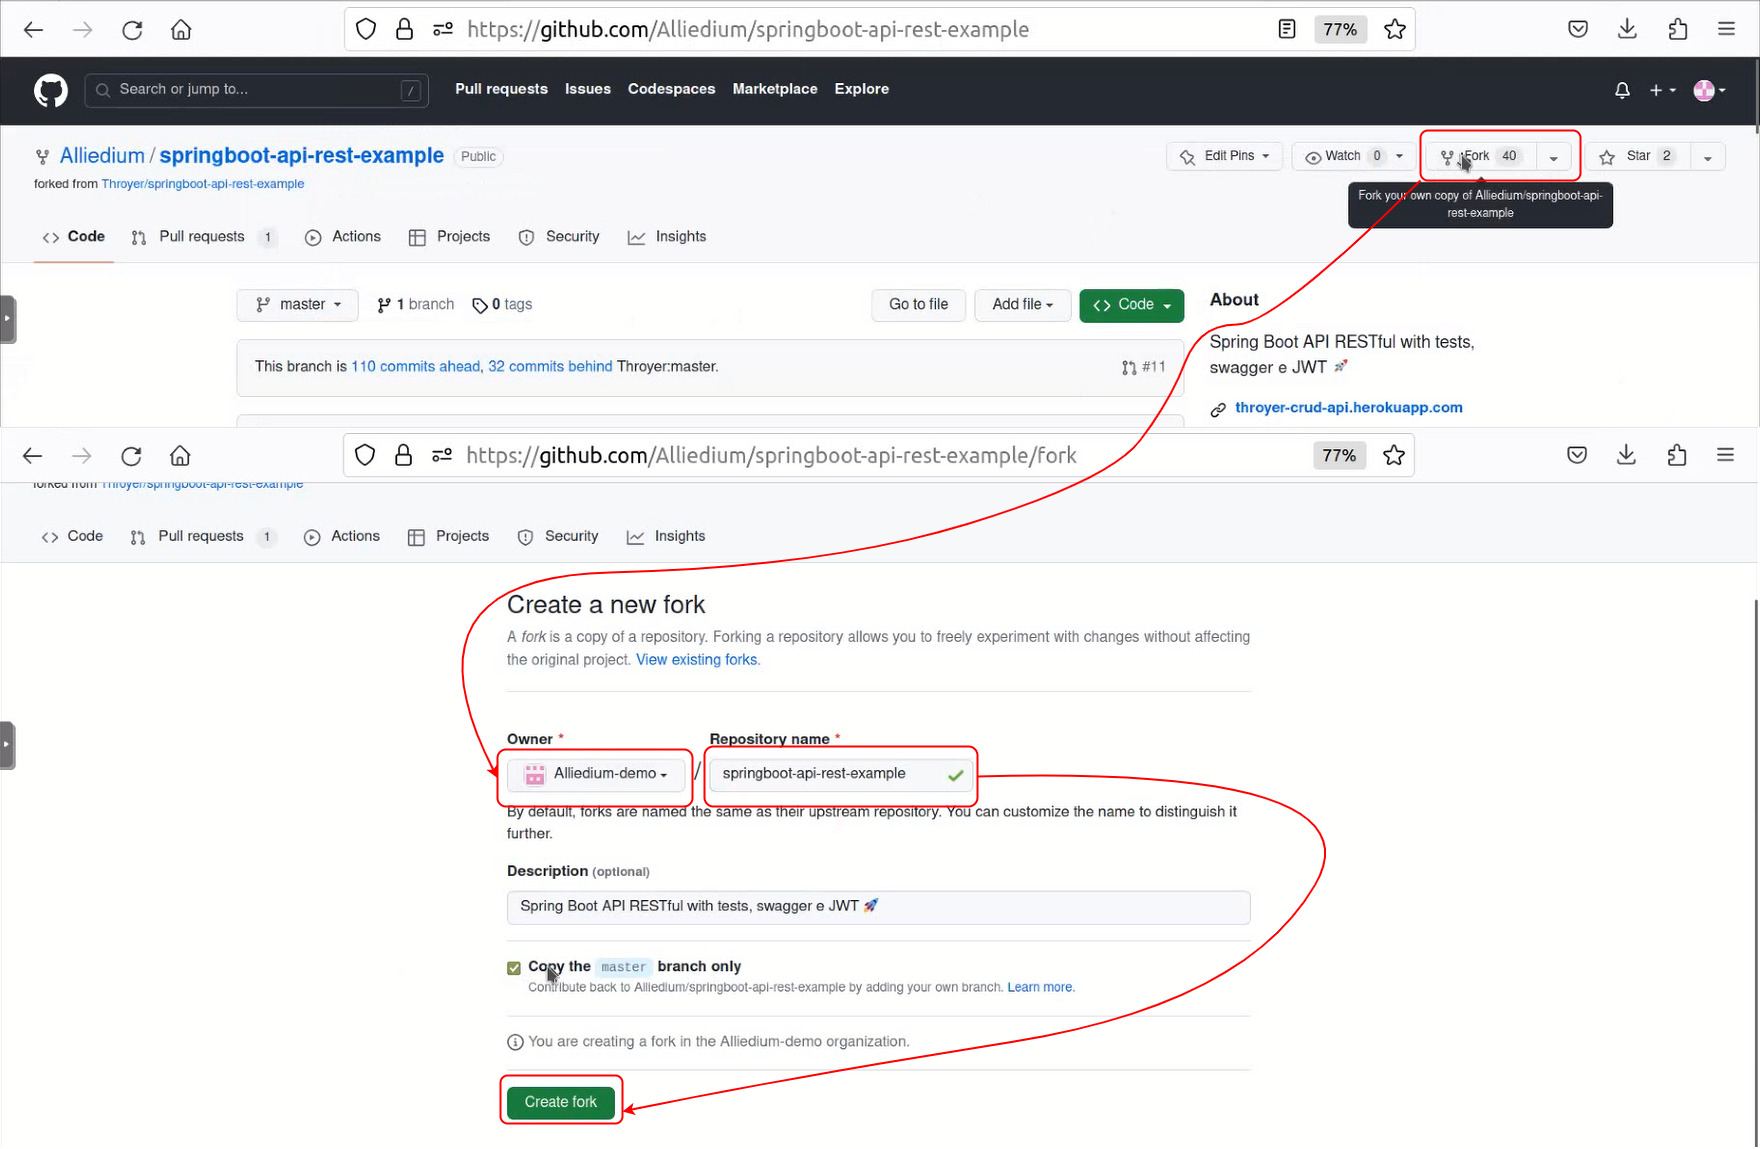 https://github.com/Alliedium/springboot-api-rest-example 77%
Search or jump to... / Pull requests Issues Codespaces Marketplace Explore
Alliedium / springboot-api-rest-example Public Edit Pins Watch 0 Fork 40 Star 2
forked from Throyer/springboot-api-rest-example
Fork your own copy of Alliedium/springboot-api-
rest-example
Code Pull requests 1 Actions Projects Security Insights
master 1 branch 0 tags Go to file Add file Code About
Spring Boot API RESTful with tests,
swagger e JWT 🚀
This branch is 110 commits ahead, 32 commits behind Throyer:master. #11
throyer-crud-api.herokuapp.com
https://github.com/Alliedium/springboot-api-rest-example/fork 77%
forked from Throyer/springboot-api-rest-example
Code Pull requests 1 Actions Projects Security Insights
Create a new fork
A fork is a copy of a repository. Forking a repository allows you to freely experiment with changes without affecting
the original project. View existing forks.
Owner * Repository name *
Alliedium-demo / springboot-api-rest-example
By default, forks are named the same as their upstream repository. You can customize the name to distinguish it
further.
Description (optional)
Spring Boot API RESTful with tests, swagger e JWT 🚀
Copy the master branch only
Contribute back to Alliedium/springboot-api-rest-example by adding your own branch. Learn more.
You are creating a fork in the Alliedium-demo organization.
Create fork